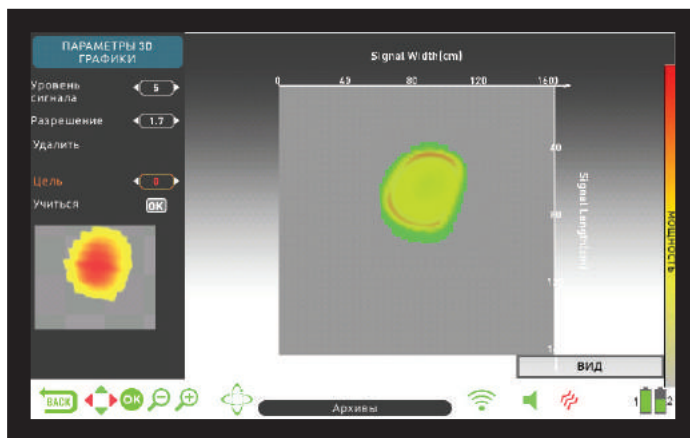 ПАРАМЕТРЫ 3D
ГРАФИКИ
Уровень
сигнала
5
Разрешение
1.7
Удалить
Цель
0
Учиться
OK
Signal Width(cm)
0 40 80 120 160
40
80
Signal Length(cm)
МОЩНОСТЬ
ВИД
BACK
OK
Архивы
1
2